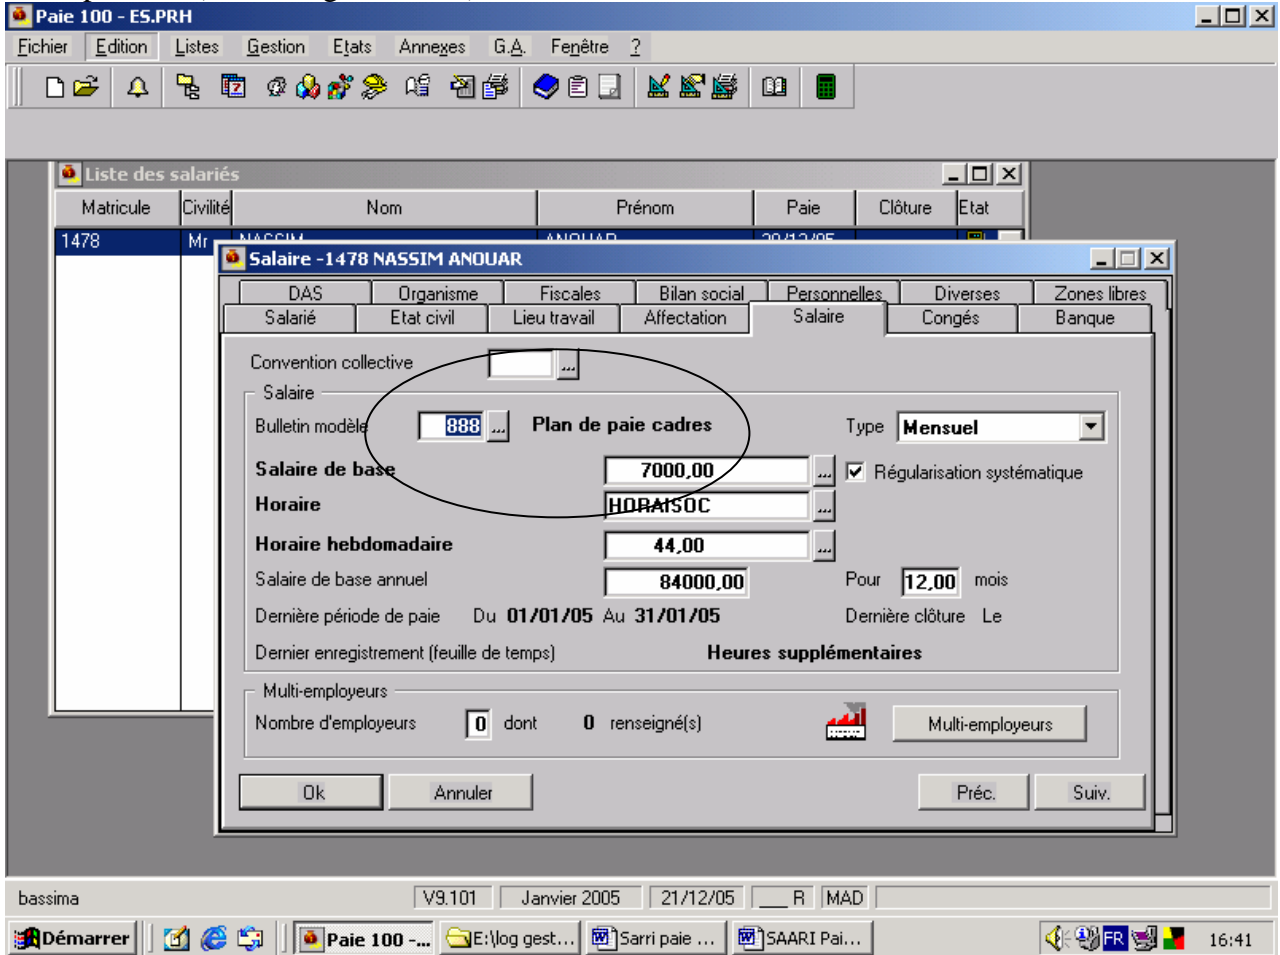 Paie 100 - ES.PRH
Fichier Edition Listes Gestion Etats Annexes G.A. Fenêtre ?
Liste des salariés
Matricule Civilité Nom Prénom Paie Clôture Etat
1478 Mr NASSIM ANOUAR
Salaire -1478 NASSIM ANOUAR
DAS Organisme Fiscales Bilan social Personnelles Diverses Zones libres
Salarié Etat civil Lieu travail Affectation Salaire Congés Banque
Convention collective ...
Salaire
Bulletin modèle 888 ... Plan de paie cadres Type Mensuel
Salaire de base 7000,00 ... Régularisation systématique
Horaire HORAISOC ...
Horaire hebdomadaire 44,00 ...
Salaire de base annuel 84000,00 Pour 12,00 mois
Dernière période de paie Du 01/01/05 Au 31/01/05 Dernière clôture Le
Dernier enregistrement (feuille de temps) Heures supplémentaires
Multi-employeurs
Nombre d'employeurs 0 dont 0 renseigné(s) Multi-employeurs
Ok Annuler Préc. Suiv.
bassima V9.101 Janvier 2005 21/12/05 ___ R MAD
Démarrer Paie 100 -... E:\log gest... Sarri paie ... SAARI Pai... FR 16:41